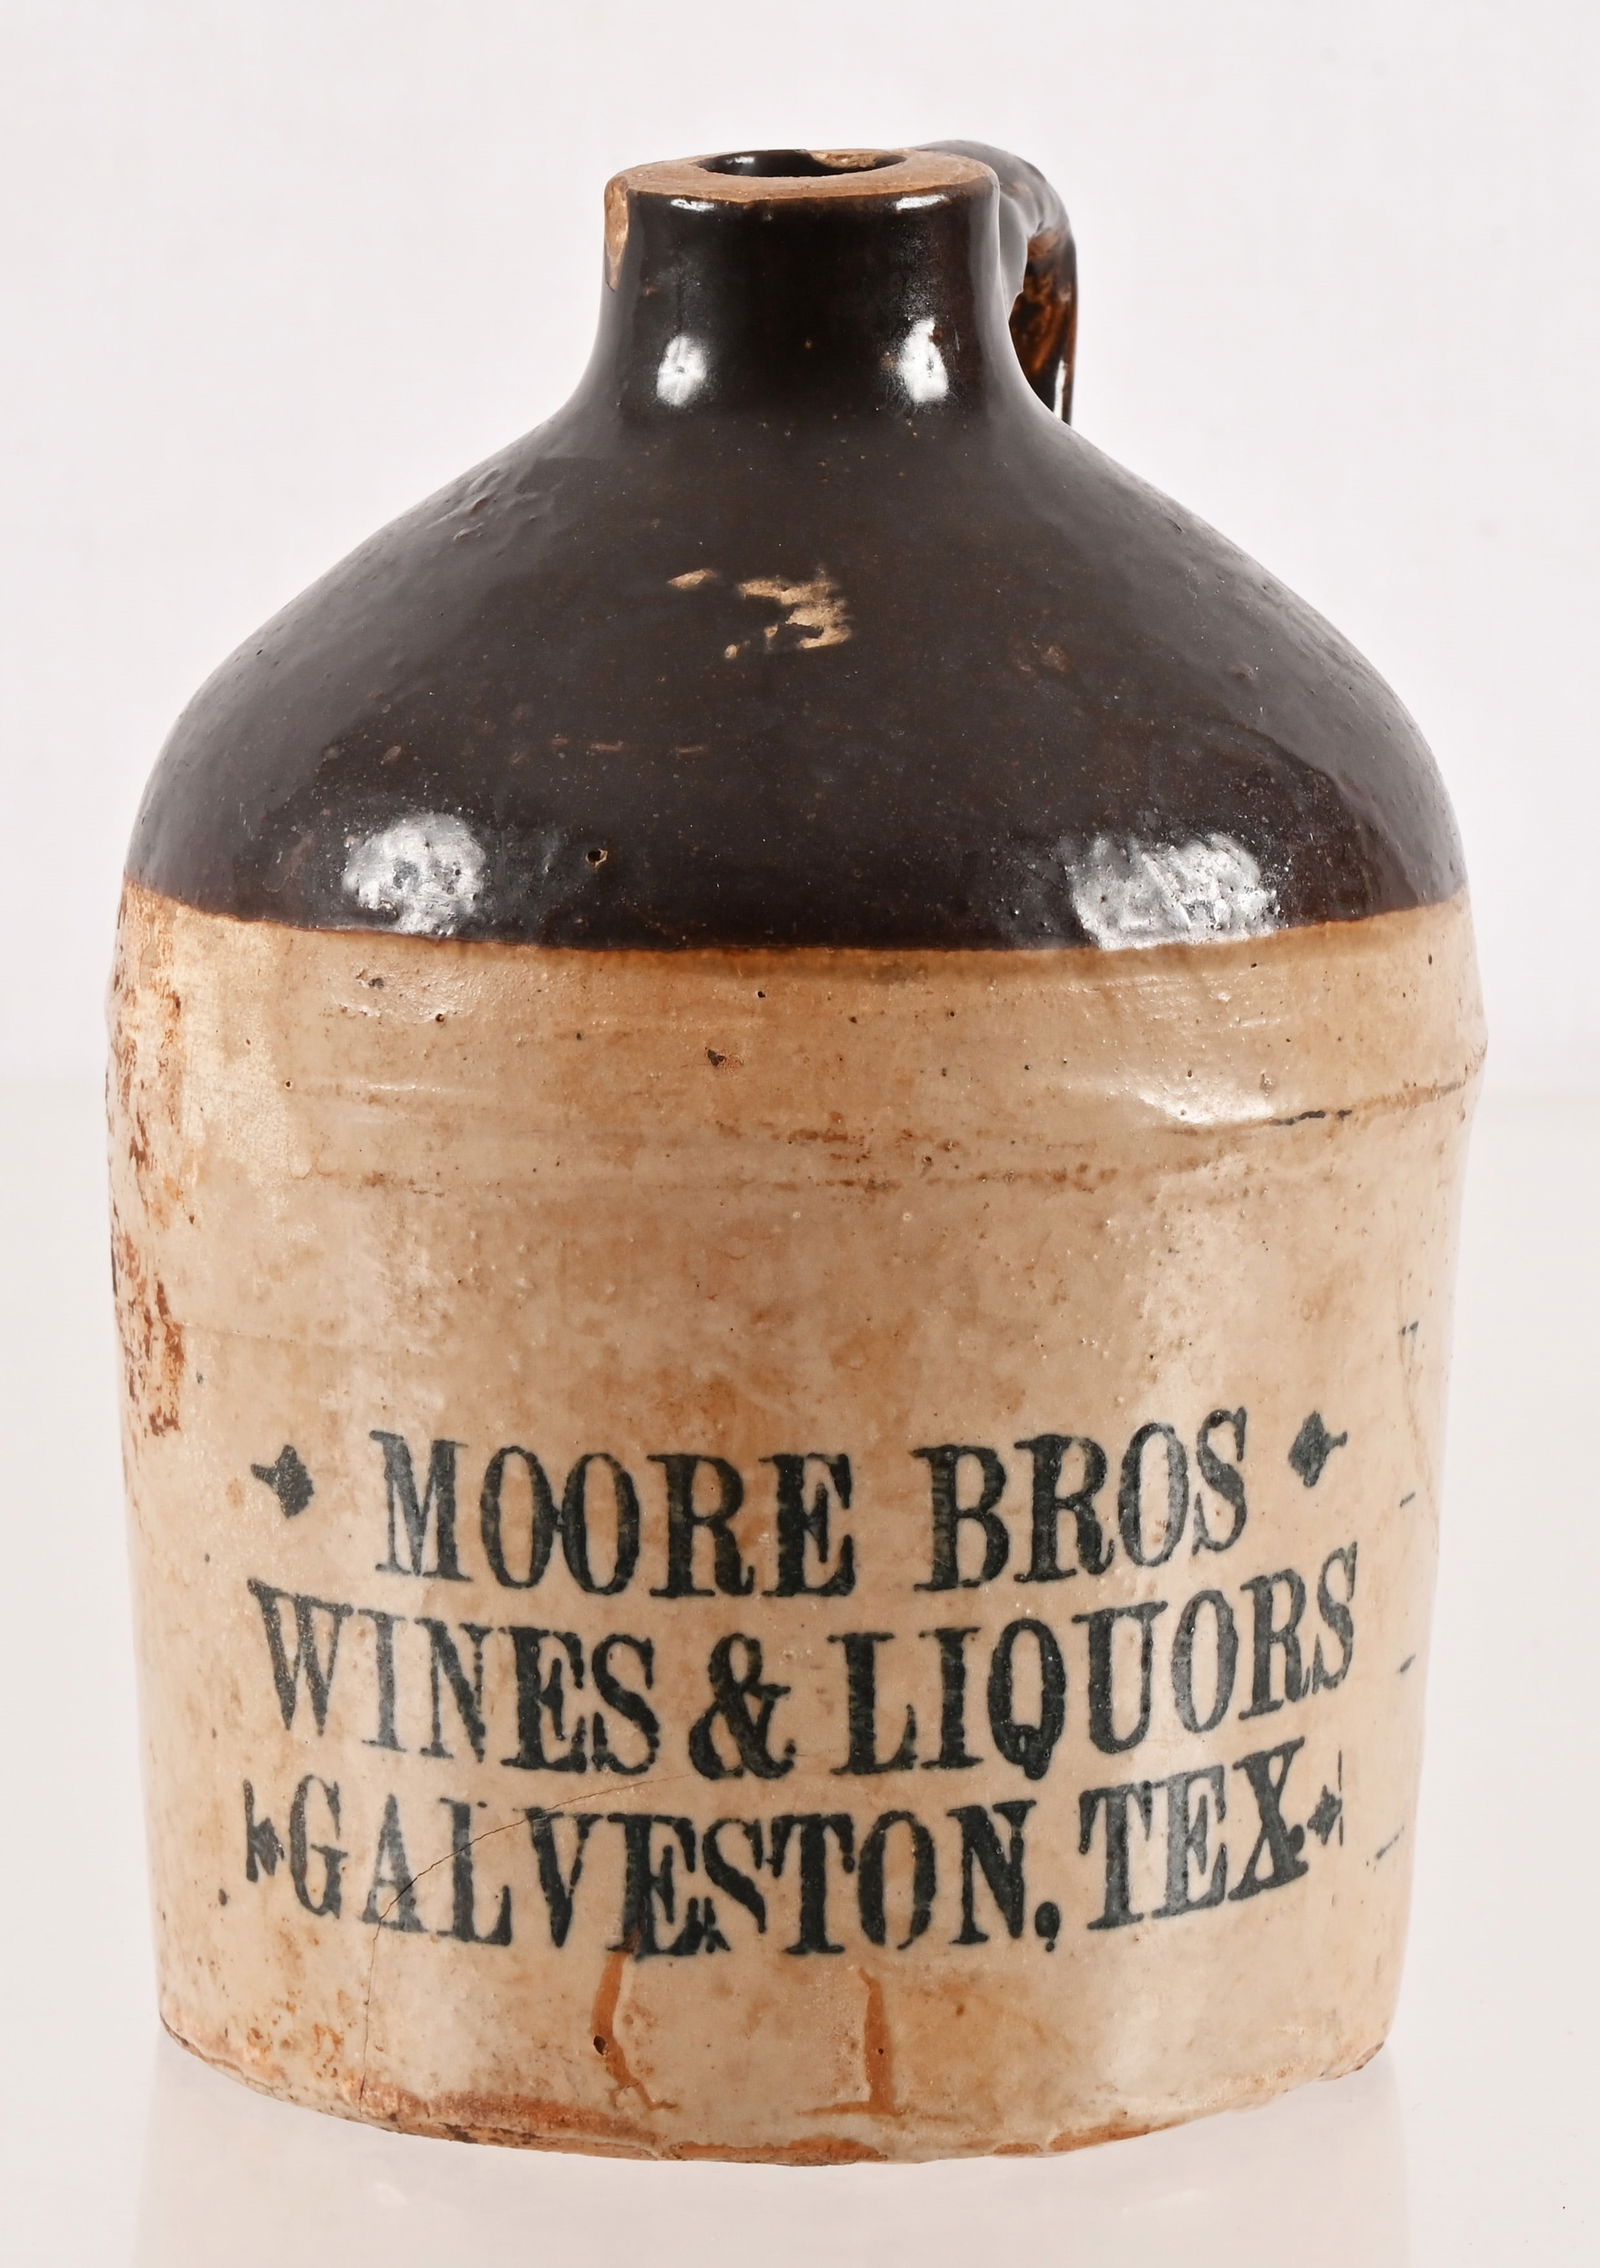 MOORE BROS
WINES & LIQUORS
GALVESTON, TEX.